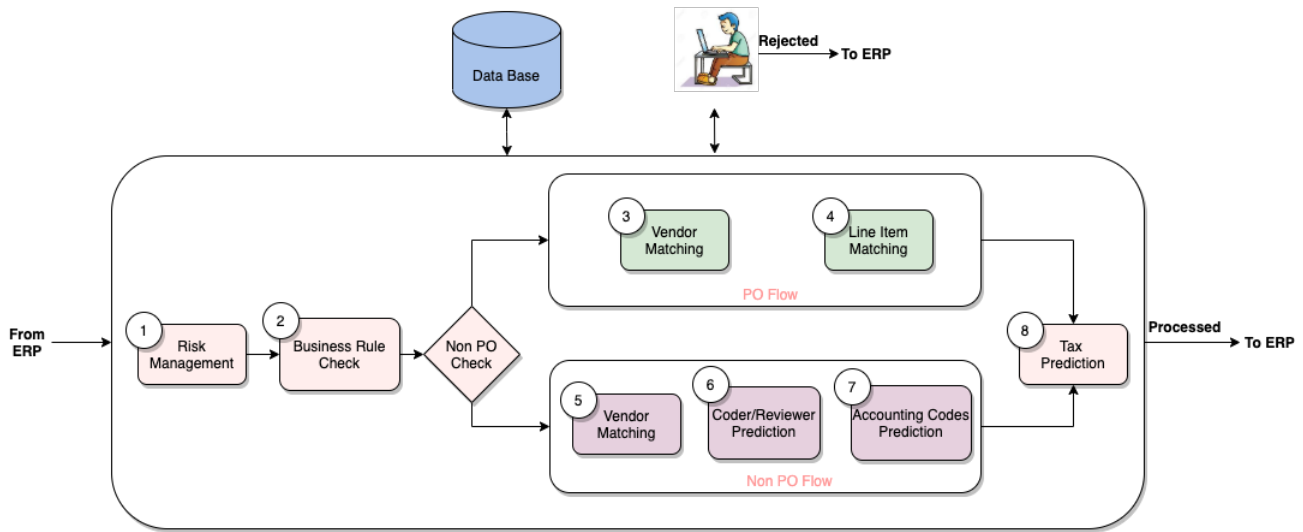 Data Base
Rejected
To ERP
3
Vendor
Matching
4
Line Item
Matching
PO Flow
From
ERP
1
Risk
Management
2
Business Rule
Check
Non PO
Check
8
Tax
Prediction
Processed
To ERP
5
Vendor
Matching
6
Coder/Reviewer
Prediction
7
Accounting Codes
Prediction
Non PO Flow